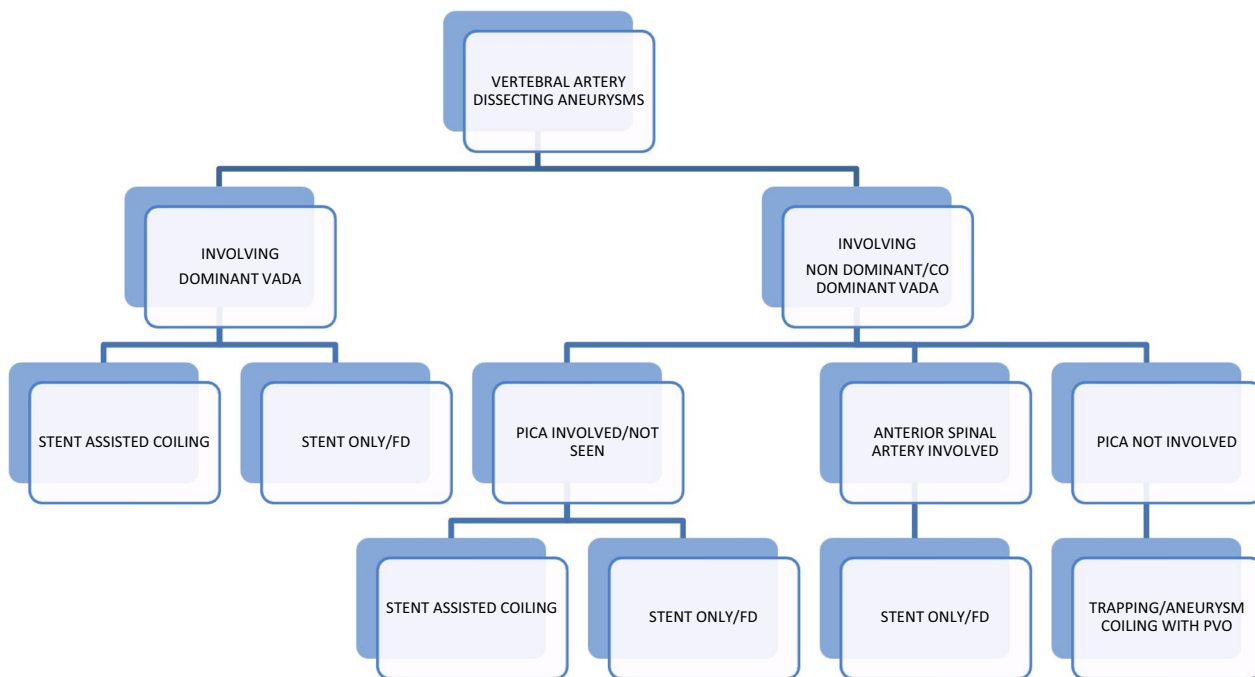 VERTEBRAL ARTERY
DISSECTING ANEURYSMS
INVOLVING
DOMINANT VADA
INVOLVING
NON DOMINANT/CO
DOMINANT VADA
STENT ASSISTED COILING
STENT ONLY/FD
PICA INVOLVED/NOT
SEEN
ANTERIOR SPINAL
ARTERY INVOLVED
PICA NOT INVOLVED
STENT ASSISTED COILING
STENT ONLY/FD
STENT ONLY/FD
TRAPPING/ANEURYSM
COILING WITH PVO